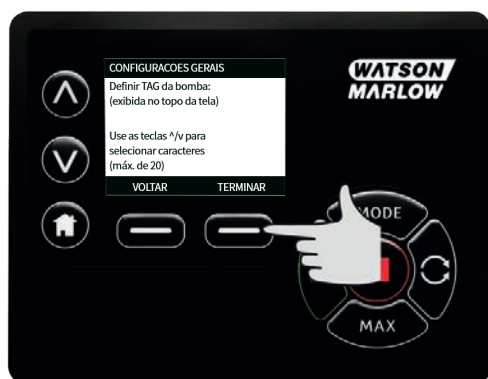 CONFIGURACOES GERAIS
Definir TAG da bomba:
(exibida no topo da tela)
Use as teclas ^/v para
selecionar caracteres
(máx. de 20)
VOLTAR TERMINAR
WATSON
MARLOW
MODE
MAX